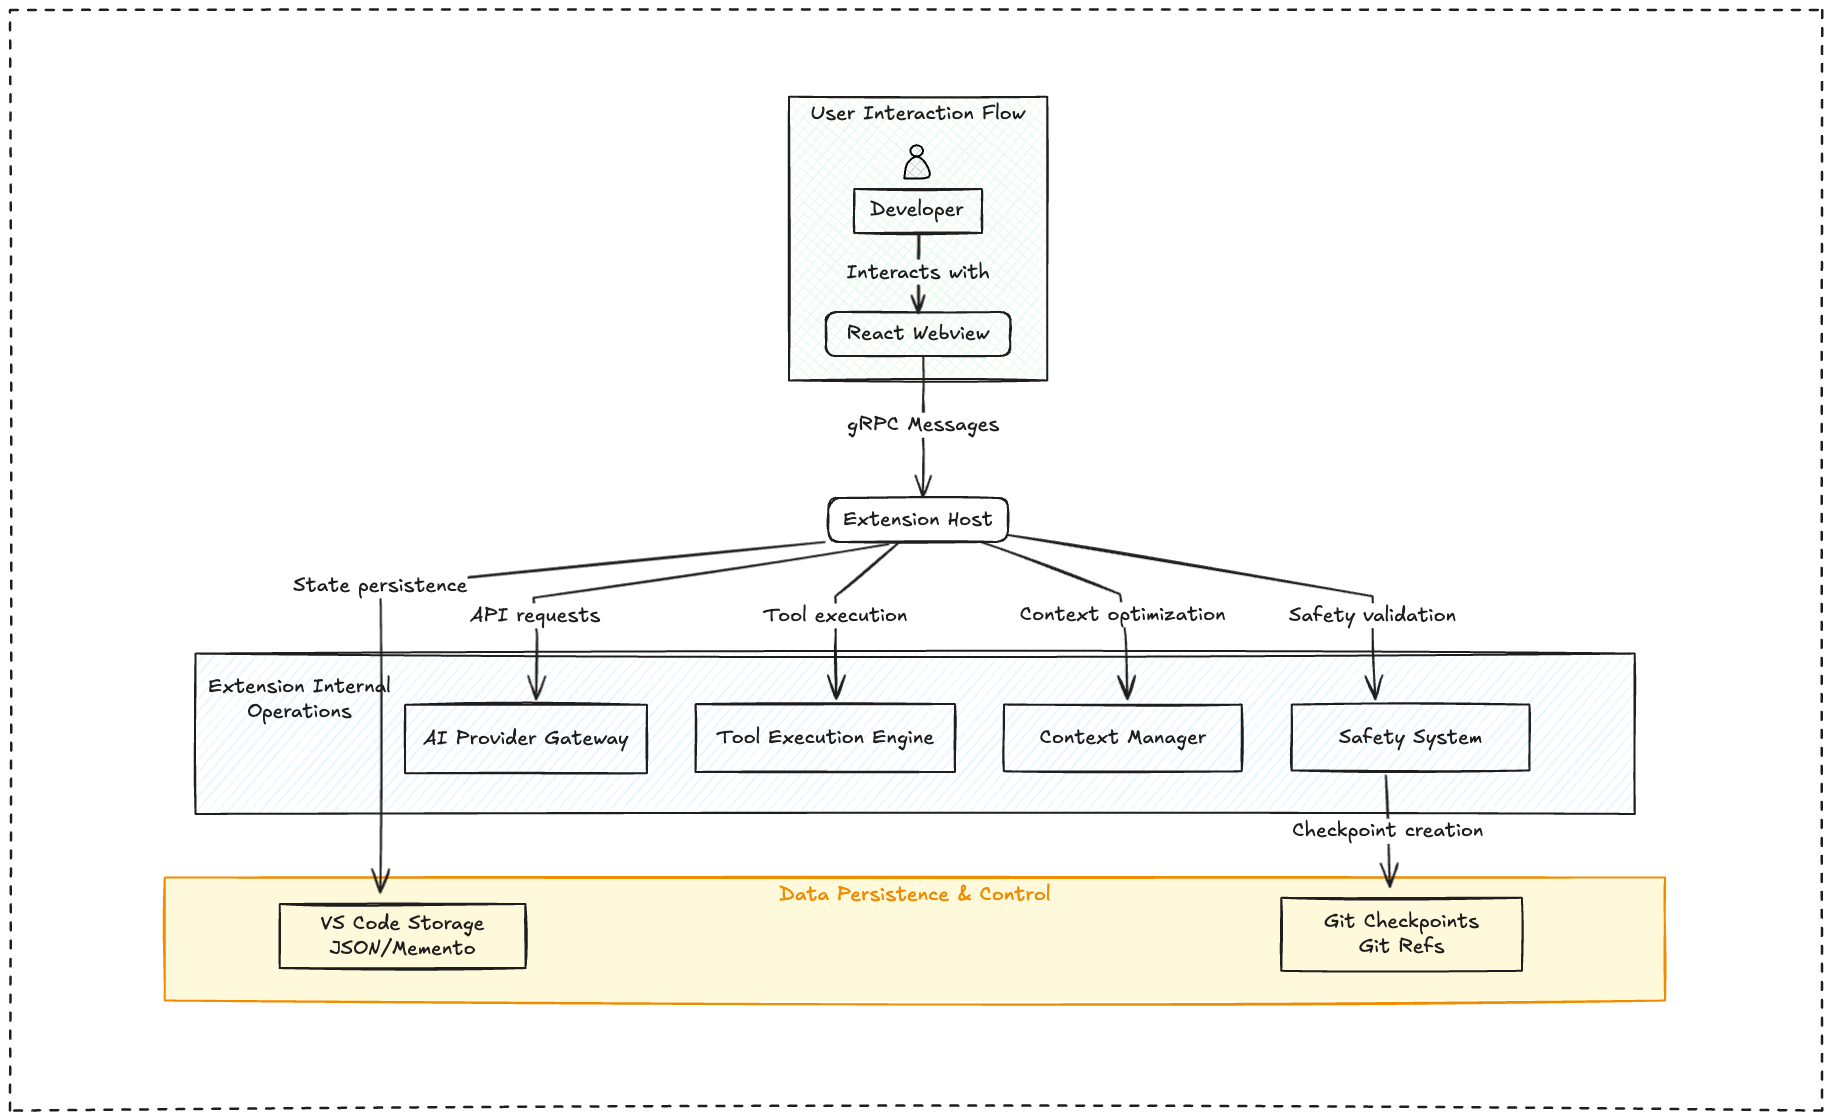 User Interaction Flow
Developer
Interacts with
React Webview
gRPC Messages
Extension Host
State persistence
API requests
Tool execution
Context optimization
Safety validation
Extension Internal
Operations
AI Provider Gateway
Tool Execution Engine
Context Manager
Safety System
Checkpoint creation
Data Persistence & Control
VS Code Storage
JSON/Memento
Git Checkpoints
Git Refs